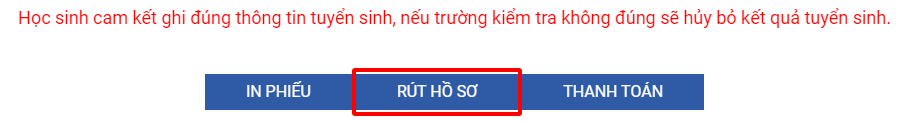 Học sinh cam kết ghi đúng thông tin tuyển sinh, nếu trường kiểm tra không đúng sẽ hủy bỏ kết quả tuyển sinh.
IN PHIẾU RÚT HỒ SƠ THANH TOÁN